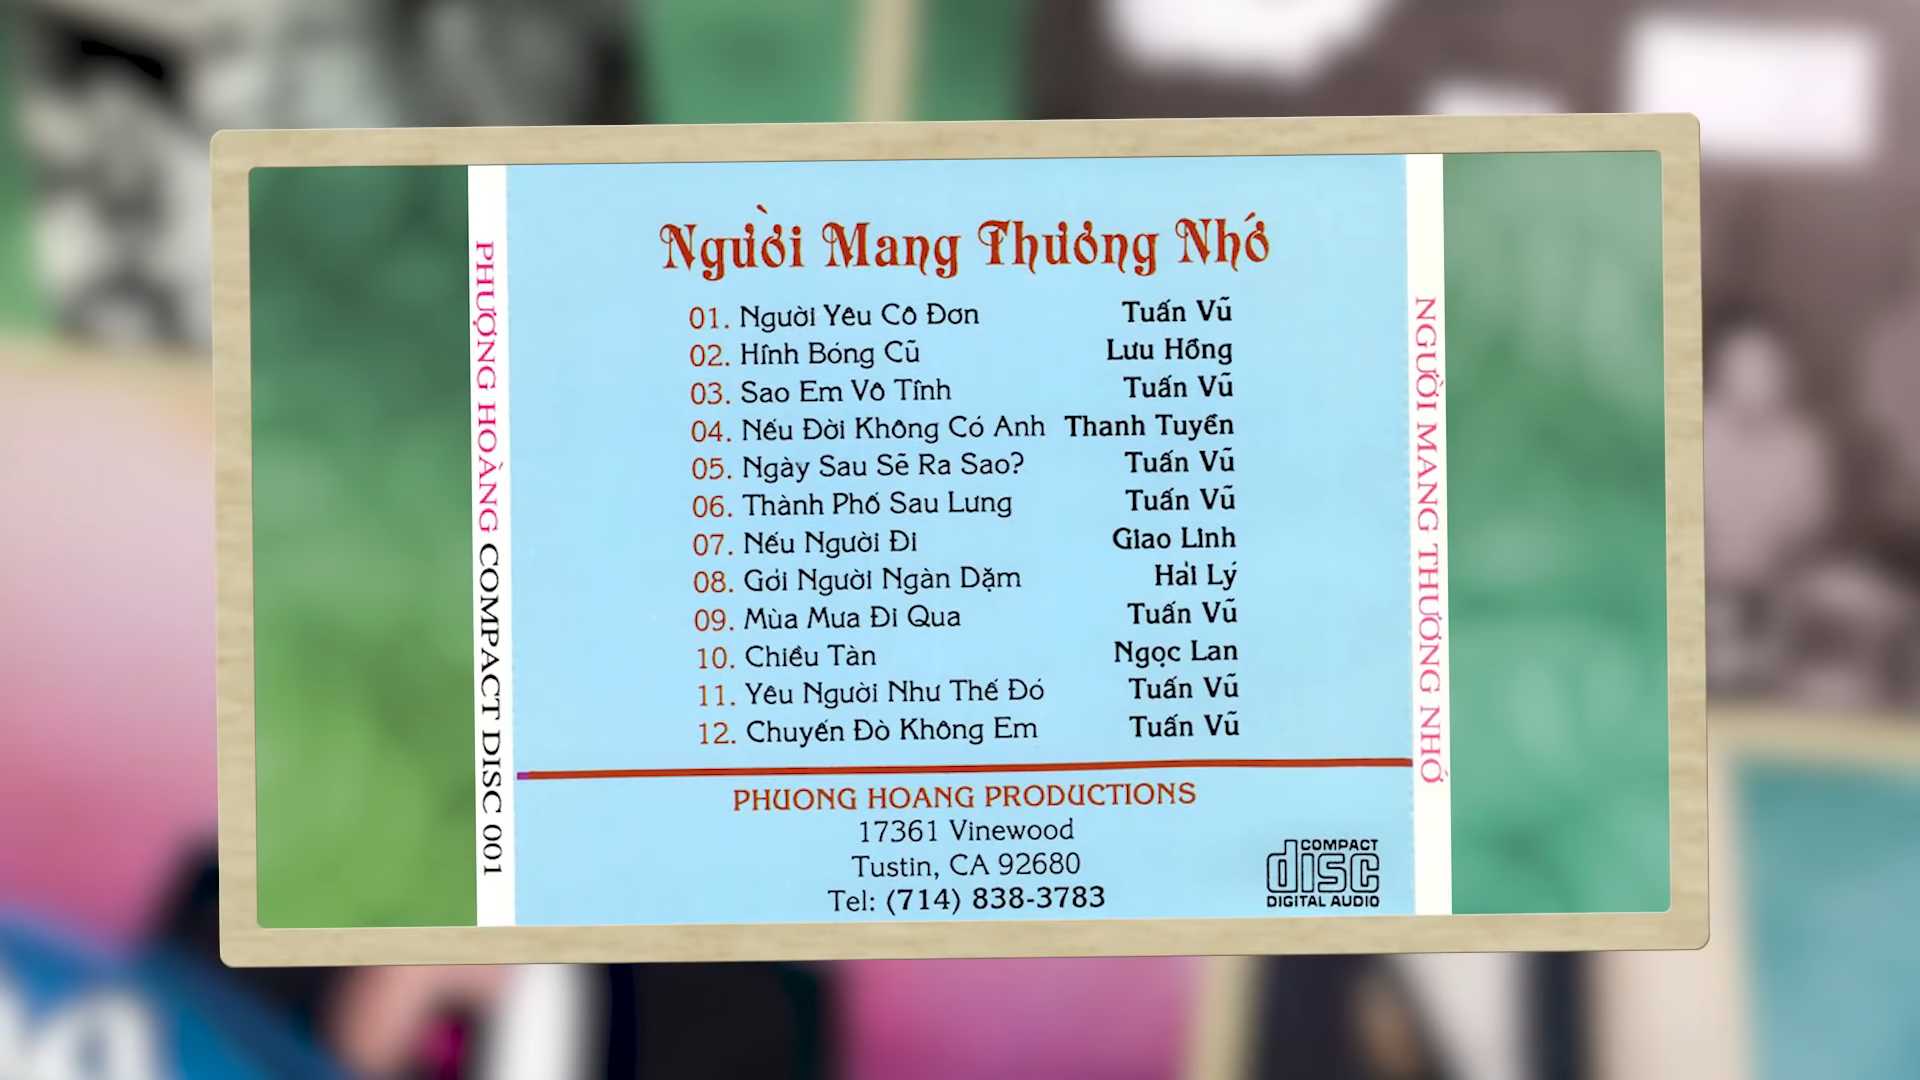 Người Mang Thương Nhớ
01. Người Yêu Cô Đơn Tuấn Vũ
02. Hình Bóng Cũ Lưu Hồng
03. Sao Em Vô Tình Tuấn Vũ
04. Nếu Đời Không Có Anh Thanh Tuyền
05. Ngày Sau Sẽ Ra Sao? Tuấn Vũ
06. Thành Phố Sau Lưng Tuấn Vũ
07. Nếu Người Đi Giao Linh
08. Gởi Người Ngàn Dặm Hải Lý
09. Mùa Mưa Đi Qua Tuấn Vũ
10. Chiều Tàn Ngọc Lan
11. Yêu Người Như Thế Đó Tuấn Vũ
12. Chuyến Đò Không Em Tuấn Vũ
PHUONG HOANG PRODUCTIONS
17361 Vinewood
Tustin, CA 92680
Tel: (714) 838-3783
COMPACT
disc
DIGITAL AUDIO
PHƯỢNG HOÀNG COMPACT DISC 001
NGƯỜI MANG THƯƠNG NHỚ